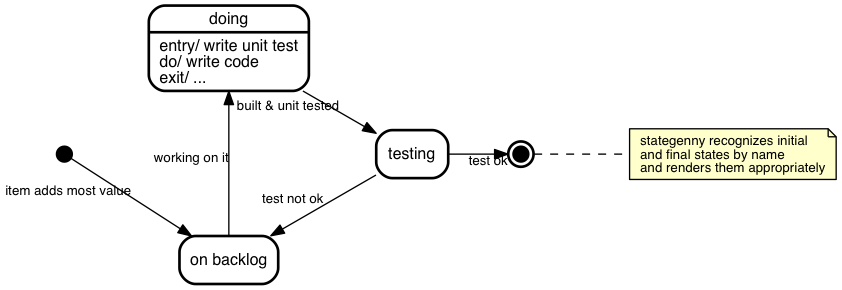 doing
entry/ write unit test
do/ write code
exit/ ...
built & unit tested
stategenny recognizes initial
and final states by name
and renders them appropriately
testing
test ok
working on it
item adds most value
test not ok
on backlog